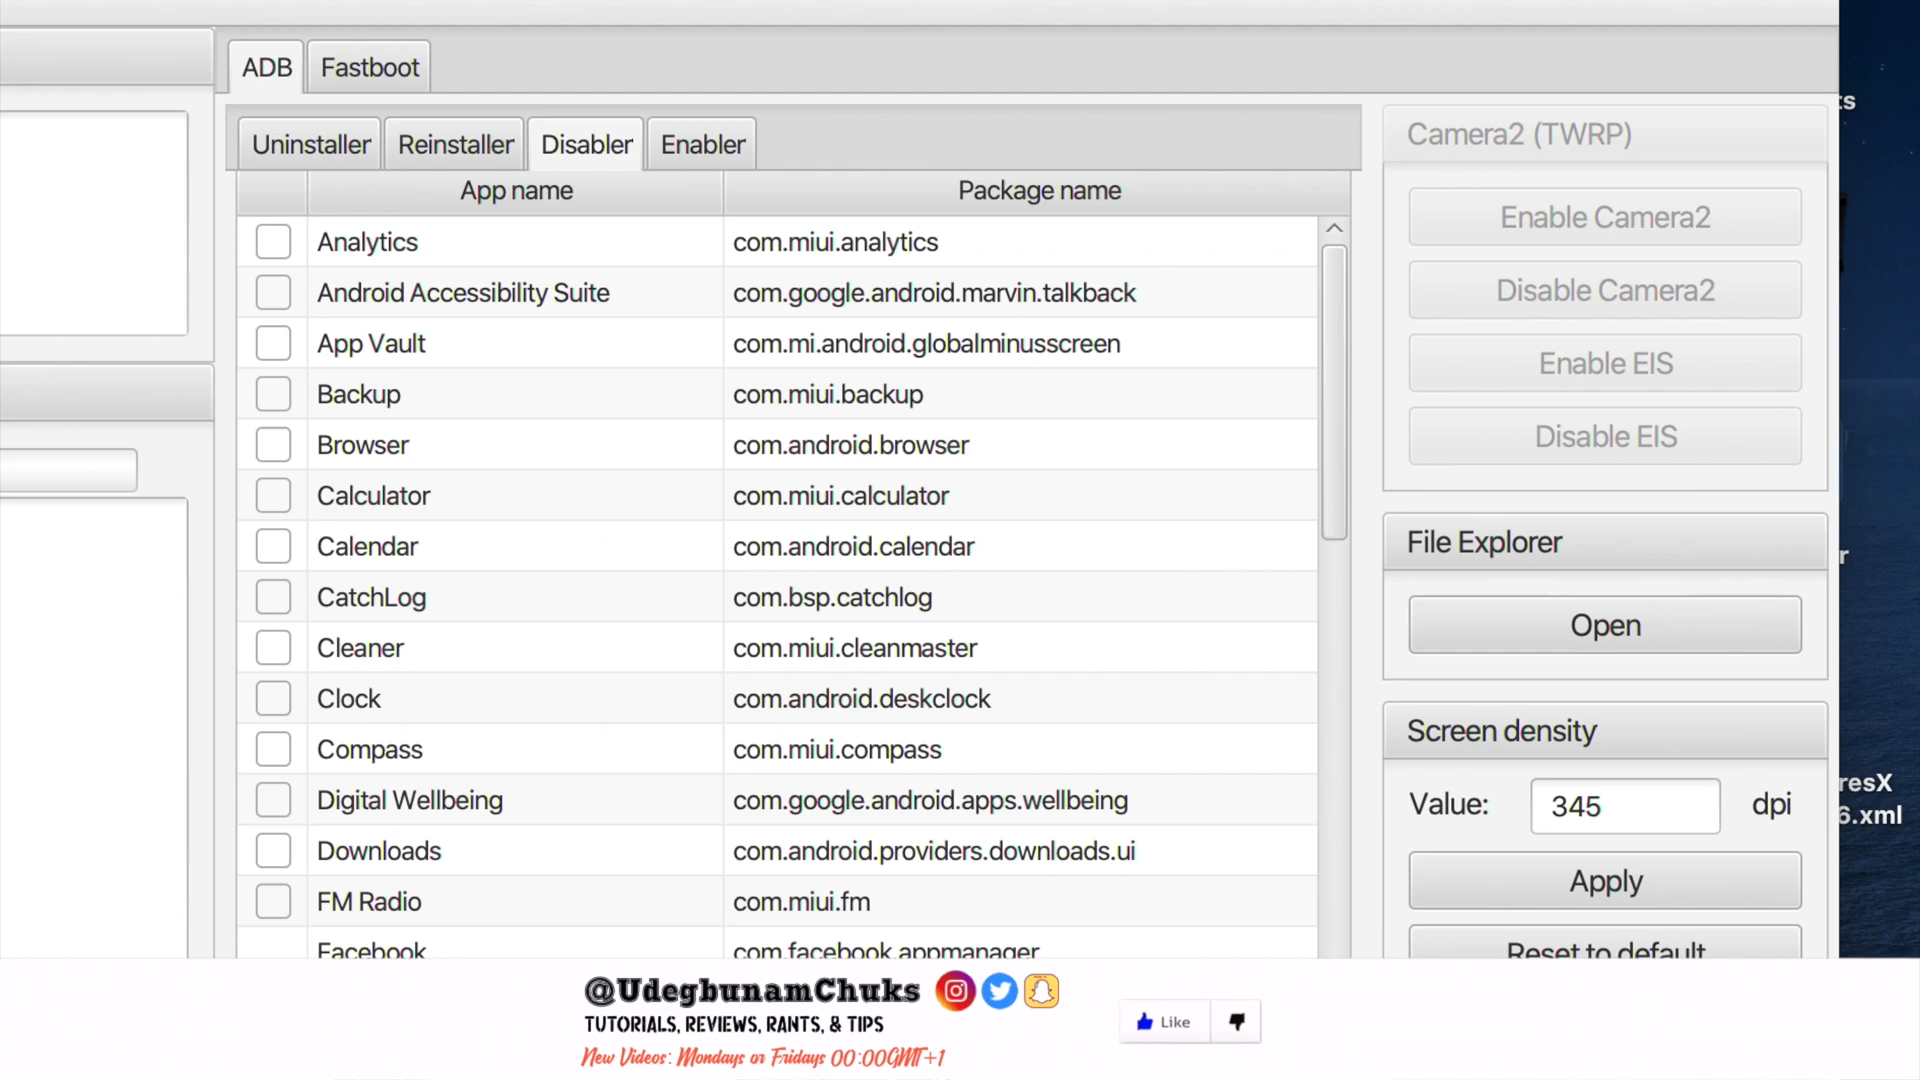 ADB Fastboot
Uninstaller Reinstaller Disabler Enabler
App name Package name
Analytics com.miui.analytics
Android Accessibility Suite com.google.android.marvin.talkback
App Vault com.mi.android.globalminusscreen
Backup com.miui.backup
Browser com.android.browser
Calculator com.miui.calculator
Calendar com.android.calendar
CatchLog com.bsp.catchlog
Cleaner com.miui.cleanmaster
Clock com.android.deskclock
Compass com.miui.compass
Digital Wellbeing com.google.android.apps.wellbeing
Downloads com.android.providers.downloads.ui
FM Radio com.miui.fm
Facebook com.facebook.appmanager
Camera2 (TWRP)
Enable Camera2
Disable Camera2
Enable EIS
Disable EIS
File Explorer
Open
Screen density
Value: 345 dpi
Apply
Reset to default
ts
r
resX
6.xml
@UdegbunamChuks
TUTORIALS, REVIEWS, RANTS, & TIPS
New Videos: Mondays or Fridays 00:00GMT+1
Like